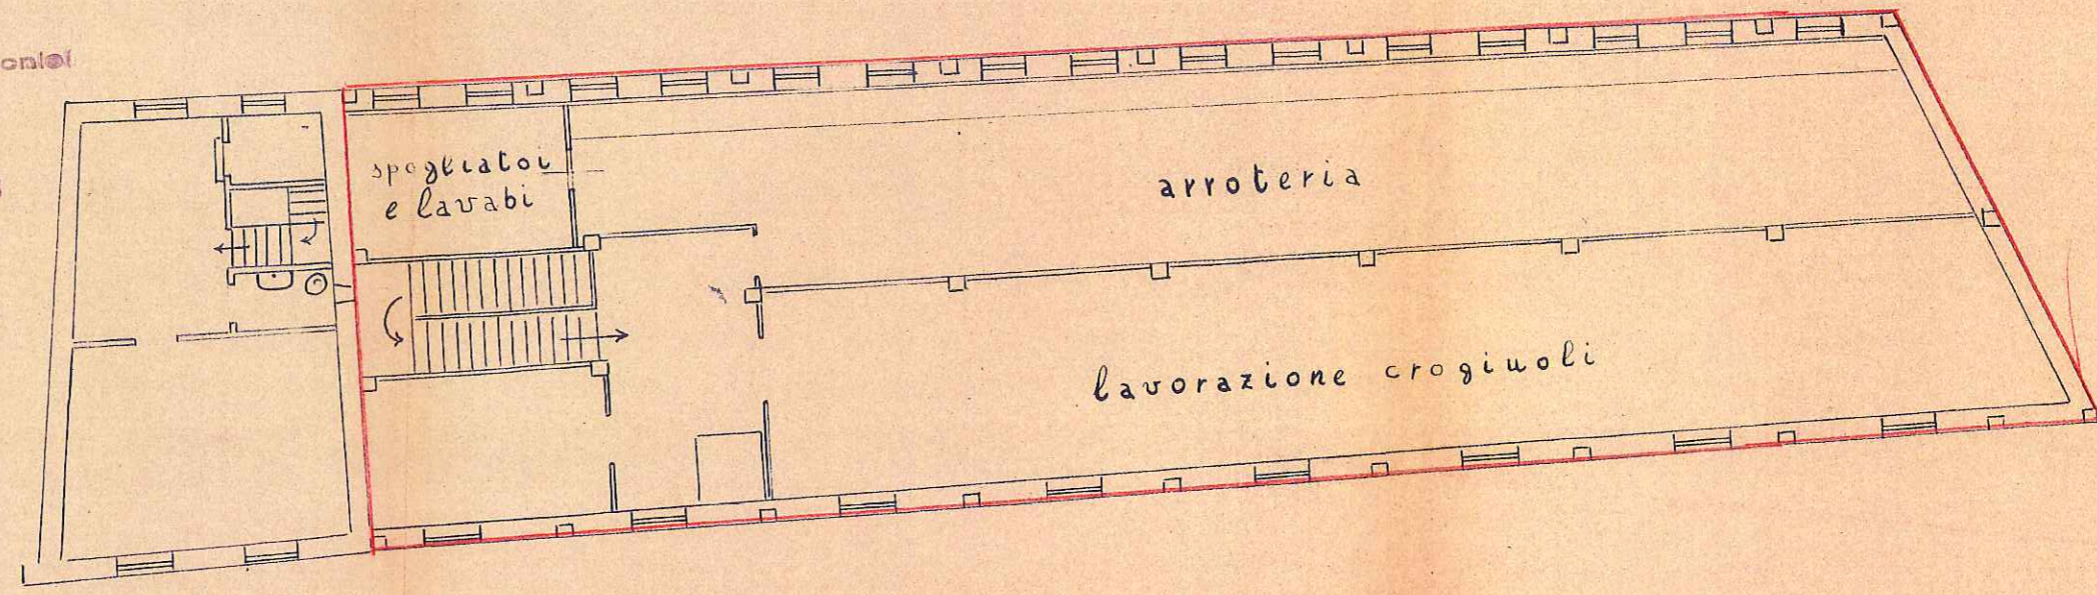 spogliatoi
e lavabi
arroteria
lavorazione crogiuoli